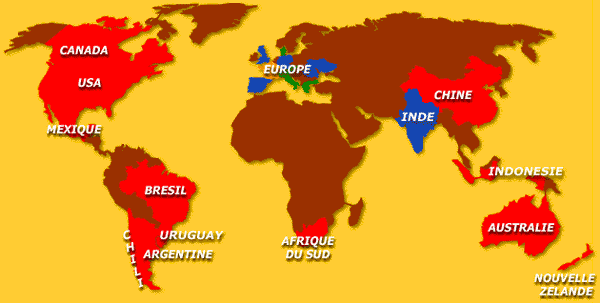 CANADA
USA
MEXIQUE
BRESIL
URUGUAY
CHILI
ARGENTINE
EUROPE
AFRIQUE
DU SUD
CHINE
INDE
INDONESIE
AUSTRALIE
NOUVELLE
ZELANDE